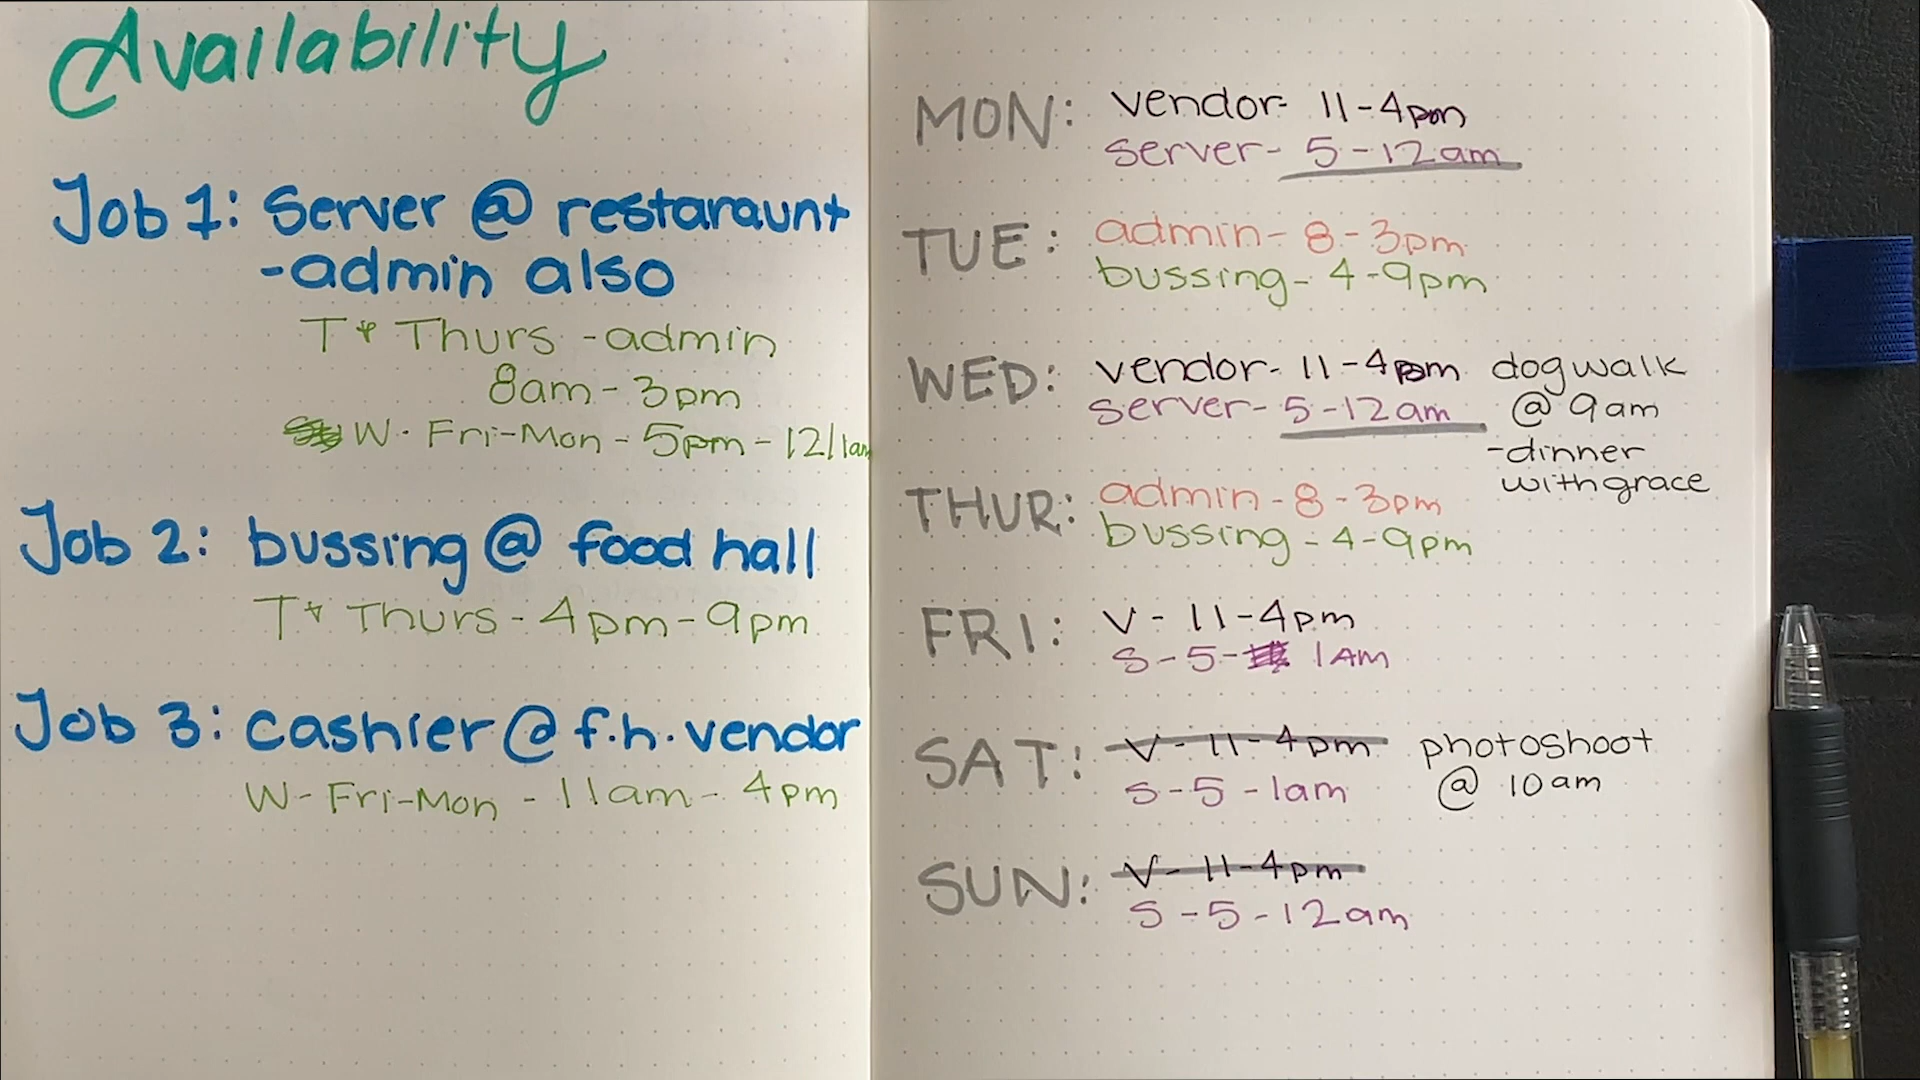 Availability
Job 1: Server @ restaraunt
-admin also
T & Thurs - admin
8am - 3pm
W · Fri-Mon - 5pm - 12/1am
Job 2: bussing @ food hall
T & Thurs - 4pm - 9pm
Job 3: cashier @ f.h. vendor
W - Fri-Mon - 11am - 4pm
MON: vendor- 11-4pm
server- 5-12am
TUE: admin- 8-3pm
bussing- 4-9pm
WED: vendor- 11-4pm
server- 5-12am
dogwalk
@ 9am
-dinner
with grace
THUR: admin - 8-3pm
bussing - 4-9pm
FRI: V - 11-4pm
S - 5- 1AM
SAT: V - 11-4pm
S - 5 - 1am
photoshoot
@ 10am
SUN: V- 11-4pm
S - 5 - 12am